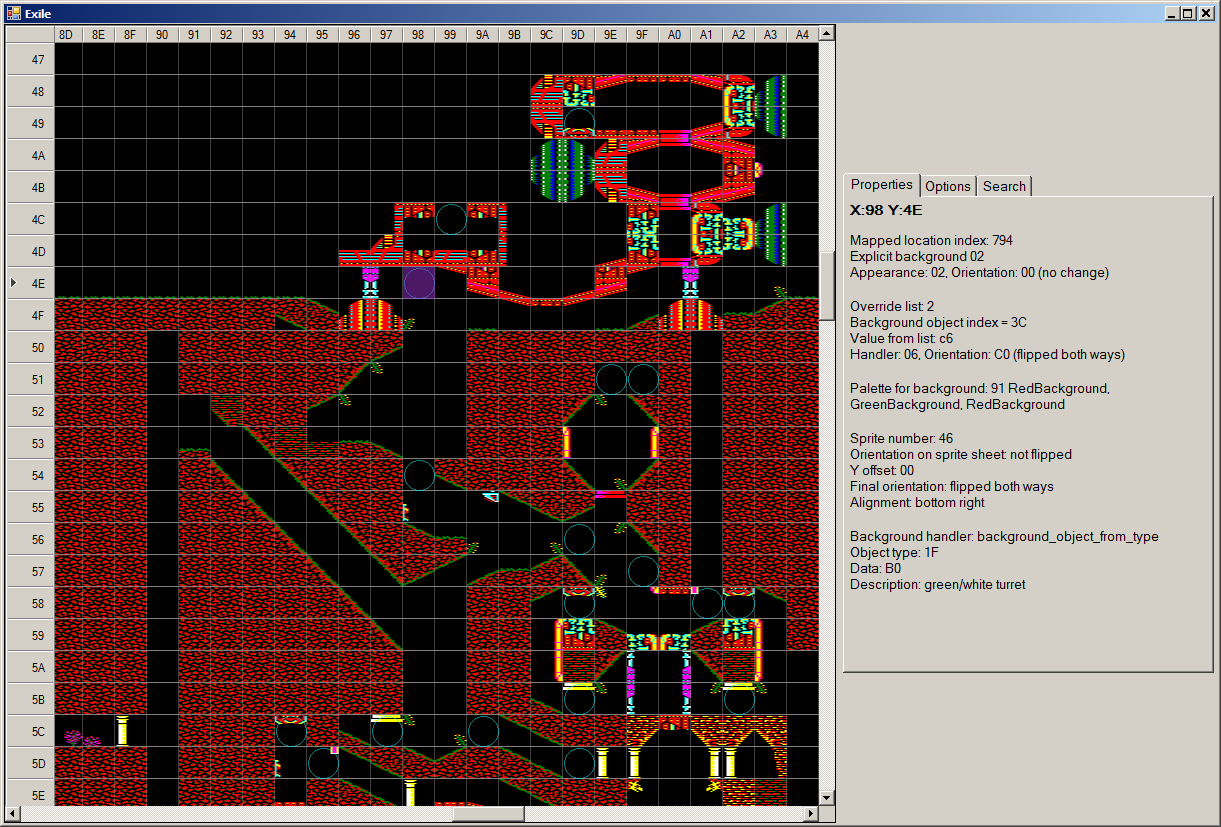 Exile
8D 8E 8F 90 91 92 93 94 95 96 97 98 99 9A 9B 9C 9D 9E 9F A0 A1 A2 A3 A4
47
48
49
4A
4B
4C
4D
4E
4F
50
51
52
53
54
55
56
57
58
59
5A
5B
5C
5D
5E
Properties Options Search
X:98 Y:4E
Mapped location index: 794
Explicit background 02
Appearance: 02, Orientation: 00 (no change)
Override list: 2
Background object index = 3C
Value from list: c6
Handler: 06, Orientation: C0 (flipped both ways)
Palette for background: 91 RedBackground,
GreenBackground, RedBackground
Sprite number: 46
Orientation on sprite sheet: not flipped
Y offset: 00
Final orientation: flipped both ways
Alignment: bottom right
Background handler: background_object_from_type
Object type: 1F
Data: B0
Description: green/white turret